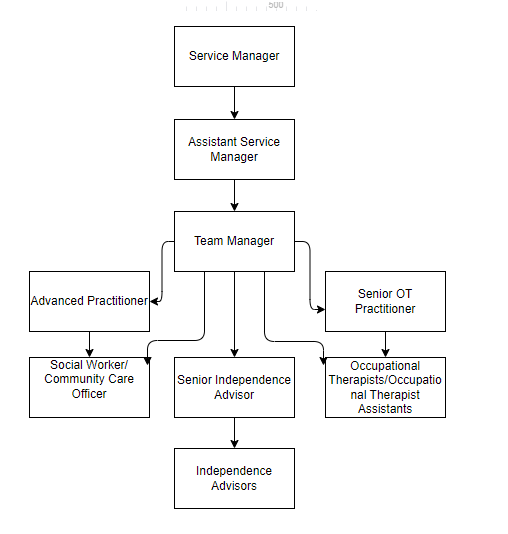 500
Service Manager
Assistant Service
Manager
Team Manager
Advanced Practitioner
Senior OT
Practitioner
Social Worker/
Community Care
Officer
Senior Independence
Advisor
Occupational
Therapists/Occupatio
nal Therapist
Assistants
Independence
Advisors